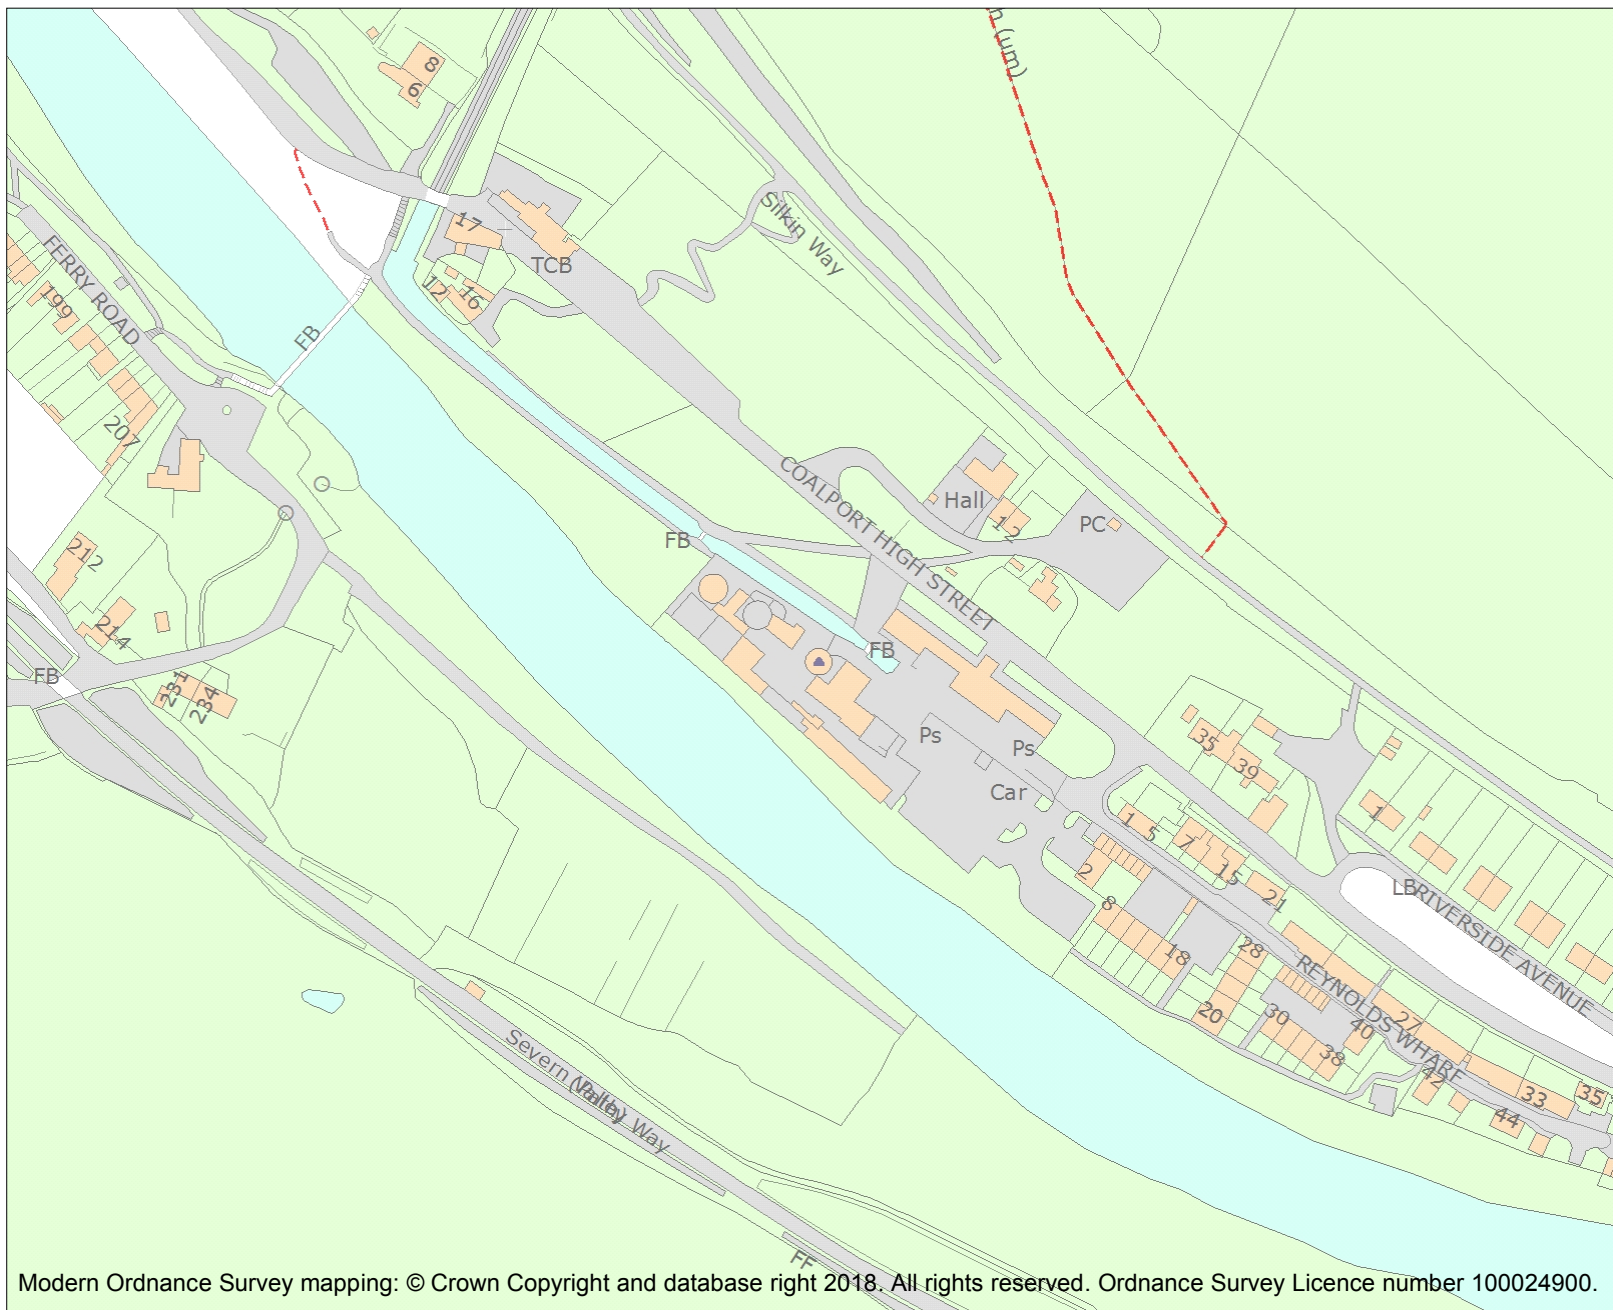 h (um)
8
6
17
TCB
Silkin Way
12
16
FERRY ROAD
199
FB
207
COALPORT HIGH STREET
Hall
1
2
PC
FB
212
214
FB
FB
231
234
Ps
Ps
Car
35
39
1
1
5
7
15
21
2
8
18
28
20
LB
RIVERSIDE AVENUE
REYNOLDS WHARF
30
38
40
27
42
44
33
35
Severn Valley Way
(Path)
FF
Modern Ordnance Survey mapping: © Crown Copyright and database right 2018. All rights reserved. Ordnance Survey Licence number 100024900.